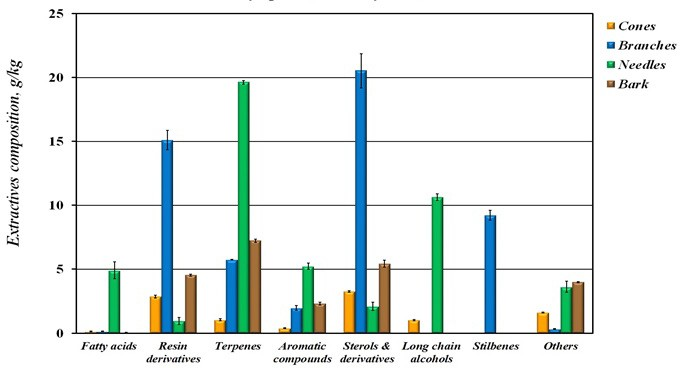 25
20
15
10
5
0
Extractives composition, g/kg
Cones
Branches
Needles
Bark
Fatty acids
Resin
derivatives
Terpenes
Aromatic
compounds
Sterols &
derivatives
Long chain
alcohols
Stilbenes
Others